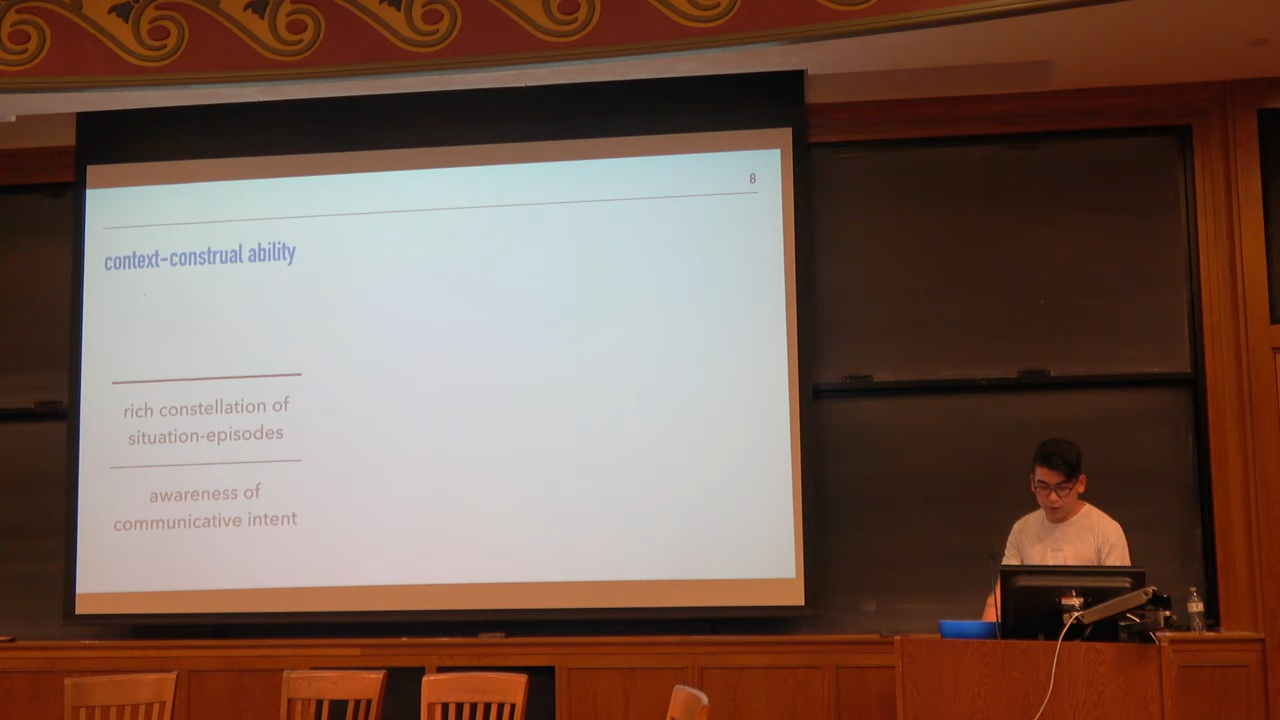 8
context-construal ability
rich constellation of
situation-episodes
awareness of
communicative intent